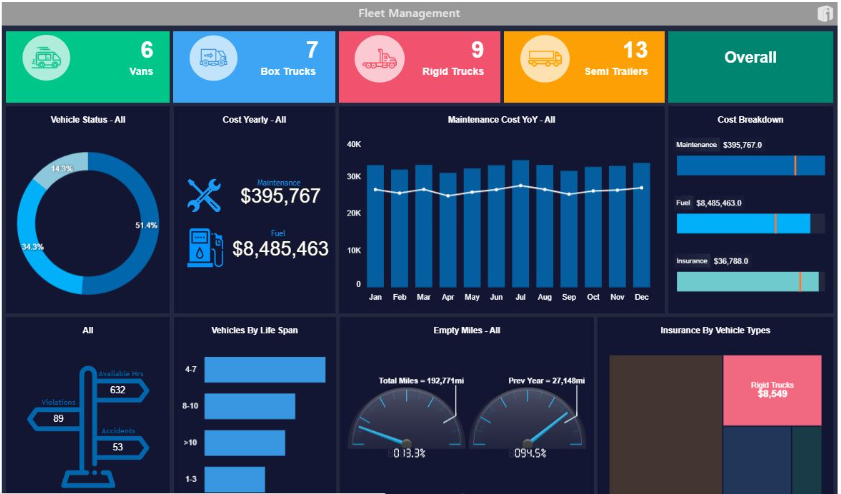 Fleet Management
6
Vans
7
Box Trucks
9
Rigid Trucks
13
Semi Trailers
Overall
Vehicle Status - All
14.3%
51.4%
34.3%
Cost Yearly - All
Maintenance
$395,767
Fuel
$8,485,463
Maintenance Cost YoY - All
40K
30K
20K
10K
0
Jan Feb Mar Apr May Jun Jul Aug Sep Oct Nov Dec
Cost Breakdown
Maintenance $395,767.0
Fuel $8,485,463.0
Insurance $36,788.0
All
Available Hrs
632
Violations
89
Accidents
53
Vehicles By Life Span
4-7
8-10
>10
1-3
Empty Miles - All
Total Miles = 192,771mi
013.3%
Prev Year = 27,148mi
094.5%
Insurance By Vehicle Types
Rigid Trucks
$8,549